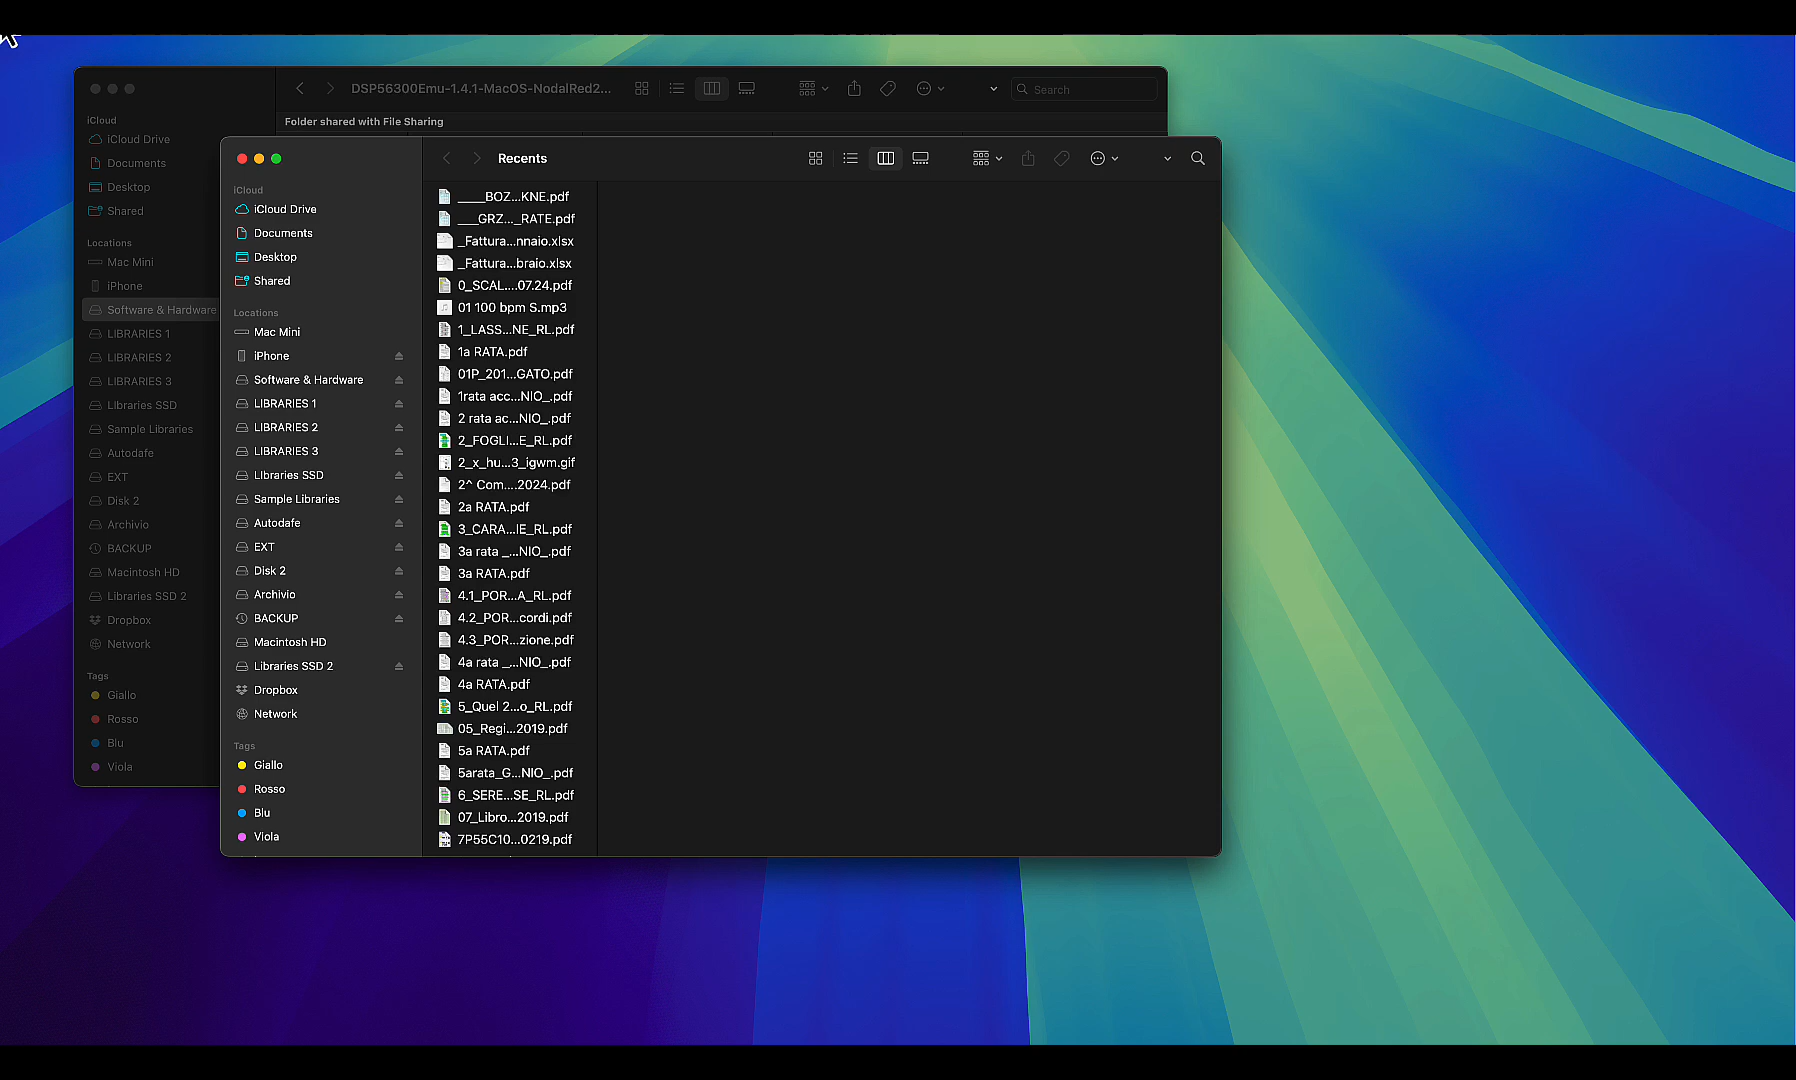 DSP56300Emu-1.4.1-MacOS-NodalRed2...
Search
Folder shared with File Sharing
iCloud
iCloud Drive
Documents
Desktop
Shared
Locations
Mac Mini
iPhone
Software & Hardware
LIBRARIES 1
LIBRARIES 2
LIBRARIES 3
LIbraries SSD
Sample Libraries
Autodafe
EXT
Disk 2
Archivio
BACKUP
Macintosh HD
Libraries SSD 2
Dropbox
Network
Tags
Giallo
Rosso
Blu
Viola
Recents
iCloud
iCloud Drive
Documents
Desktop
Shared
Locations
Mac Mini
iPhone
Software & Hardware
LIBRARIES 1
LIBRARIES 2
LIBRARIES 3
LIbraries SSD
Sample Libraries
Autodafe
EXT
Disk 2
Archivio
BACKUP
Macintosh HD
Libraries SSD 2
Dropbox
Network
Tags
Giallo
Rosso
Blu
Viola
____BOZ...KNE.pdf
___GRZ..._RATE.pdf
_Fattura...nnaio.xlsx
_Fattura...braio.xlsx
0_SCAL....07.24.pdf
01 100 bpm S.mp3
1_LASS...NE_RL.pdf
1a RATA.pdf
01P_201...GATO.pdf
1rata acc...NIO_.pdf
2 rata ac...NIO_.pdf
2_FOGLI...E_RL.pdf
2_x_hu...3_igwm.gif
2^ Com....2024.pdf
2a RATA.pdf
3_CARA...IE_RL.pdf
3a rata _...NIO_.pdf
3a RATA.pdf
4.1_POR...A_RL.pdf
4.2_POR...cordi.pdf
4.3_POR...zione.pdf
4a rata _...NIO_.pdf
4a RATA.pdf
5_Quel 2...o_RL.pdf
05_Regi...2019.pdf
5a RATA.pdf
5arata_G...NIO_.pdf
6_SERE...SE_RL.pdf
07_Libro...2019.pdf
7P55C10...0219.pdf